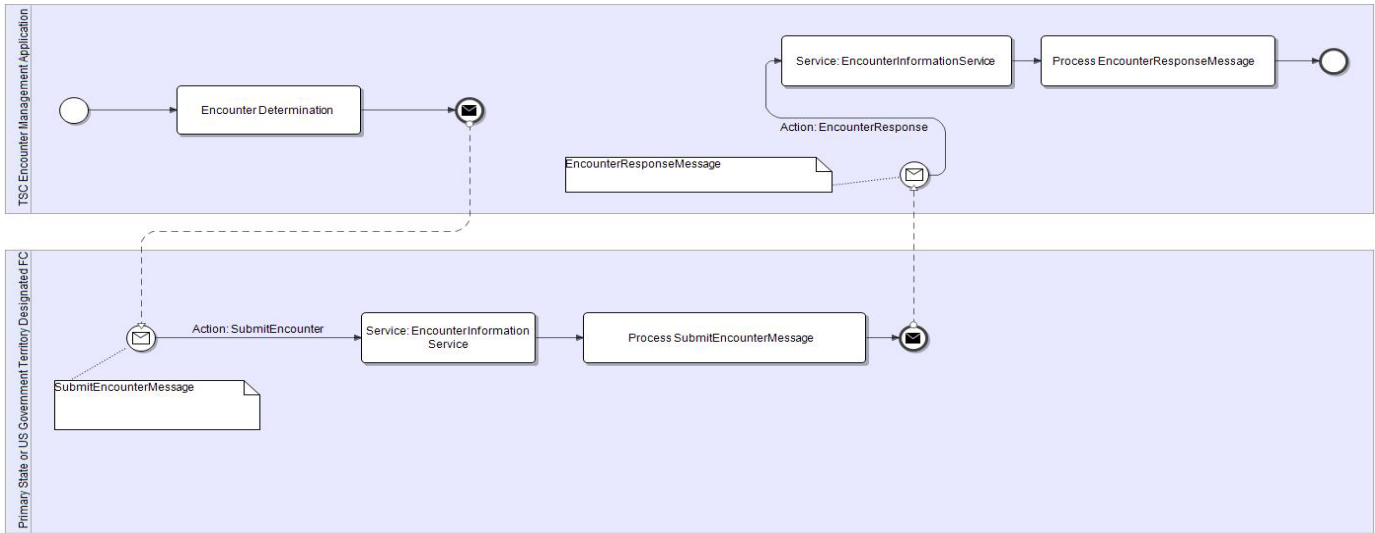 TSC Encounter Management Application
Encounter Determination
Service: EncounterInformationService
Process EncounterResponseMessage
Action: EncounterResponse
EncounterResponseMessage
Primary State or US Government Territory Designated FC
Action: SubmitEncounter
Service: EncounterInformation
Service
Process SubmitEncounterMessage
SubmitEncounterMessage